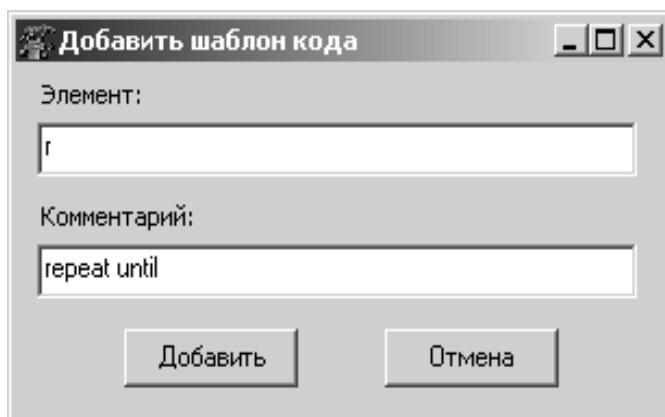 Добавить шаблон кода
Элемент:
r
Комментарий:
repeat until
Добавить Отмена